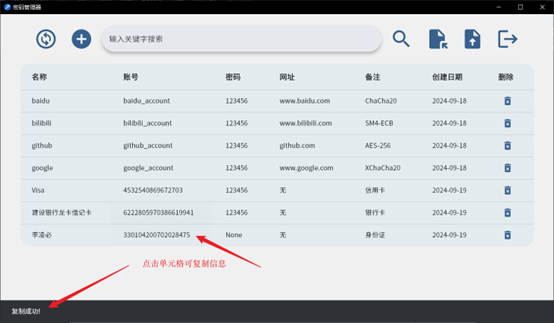 密码管理器
输入关键字搜索
名称 账号 密码 网址 备注 创建日期 删除
baidu baidu_account 123456 www.baidu.com ChaCha20 2024-09-18
bilibili bilibili_account 123456 www.bilibili.com SM4-ECB 2024-09-18
github github_account 123456 github.com AES-256 2024-09-18
google google_account 123456 www.google.com XChaCha20 2024-09-18
Visa 4532540869672703 123456 无 信用卡 2024-09-19
建设银行龙卡借记卡 6222805970386619941 123456 无 银行卡 2024-09-19
李凌必 330104200702028475 None 无 身份证 2024-09-19
点击单元格可复制信息
复制成功!